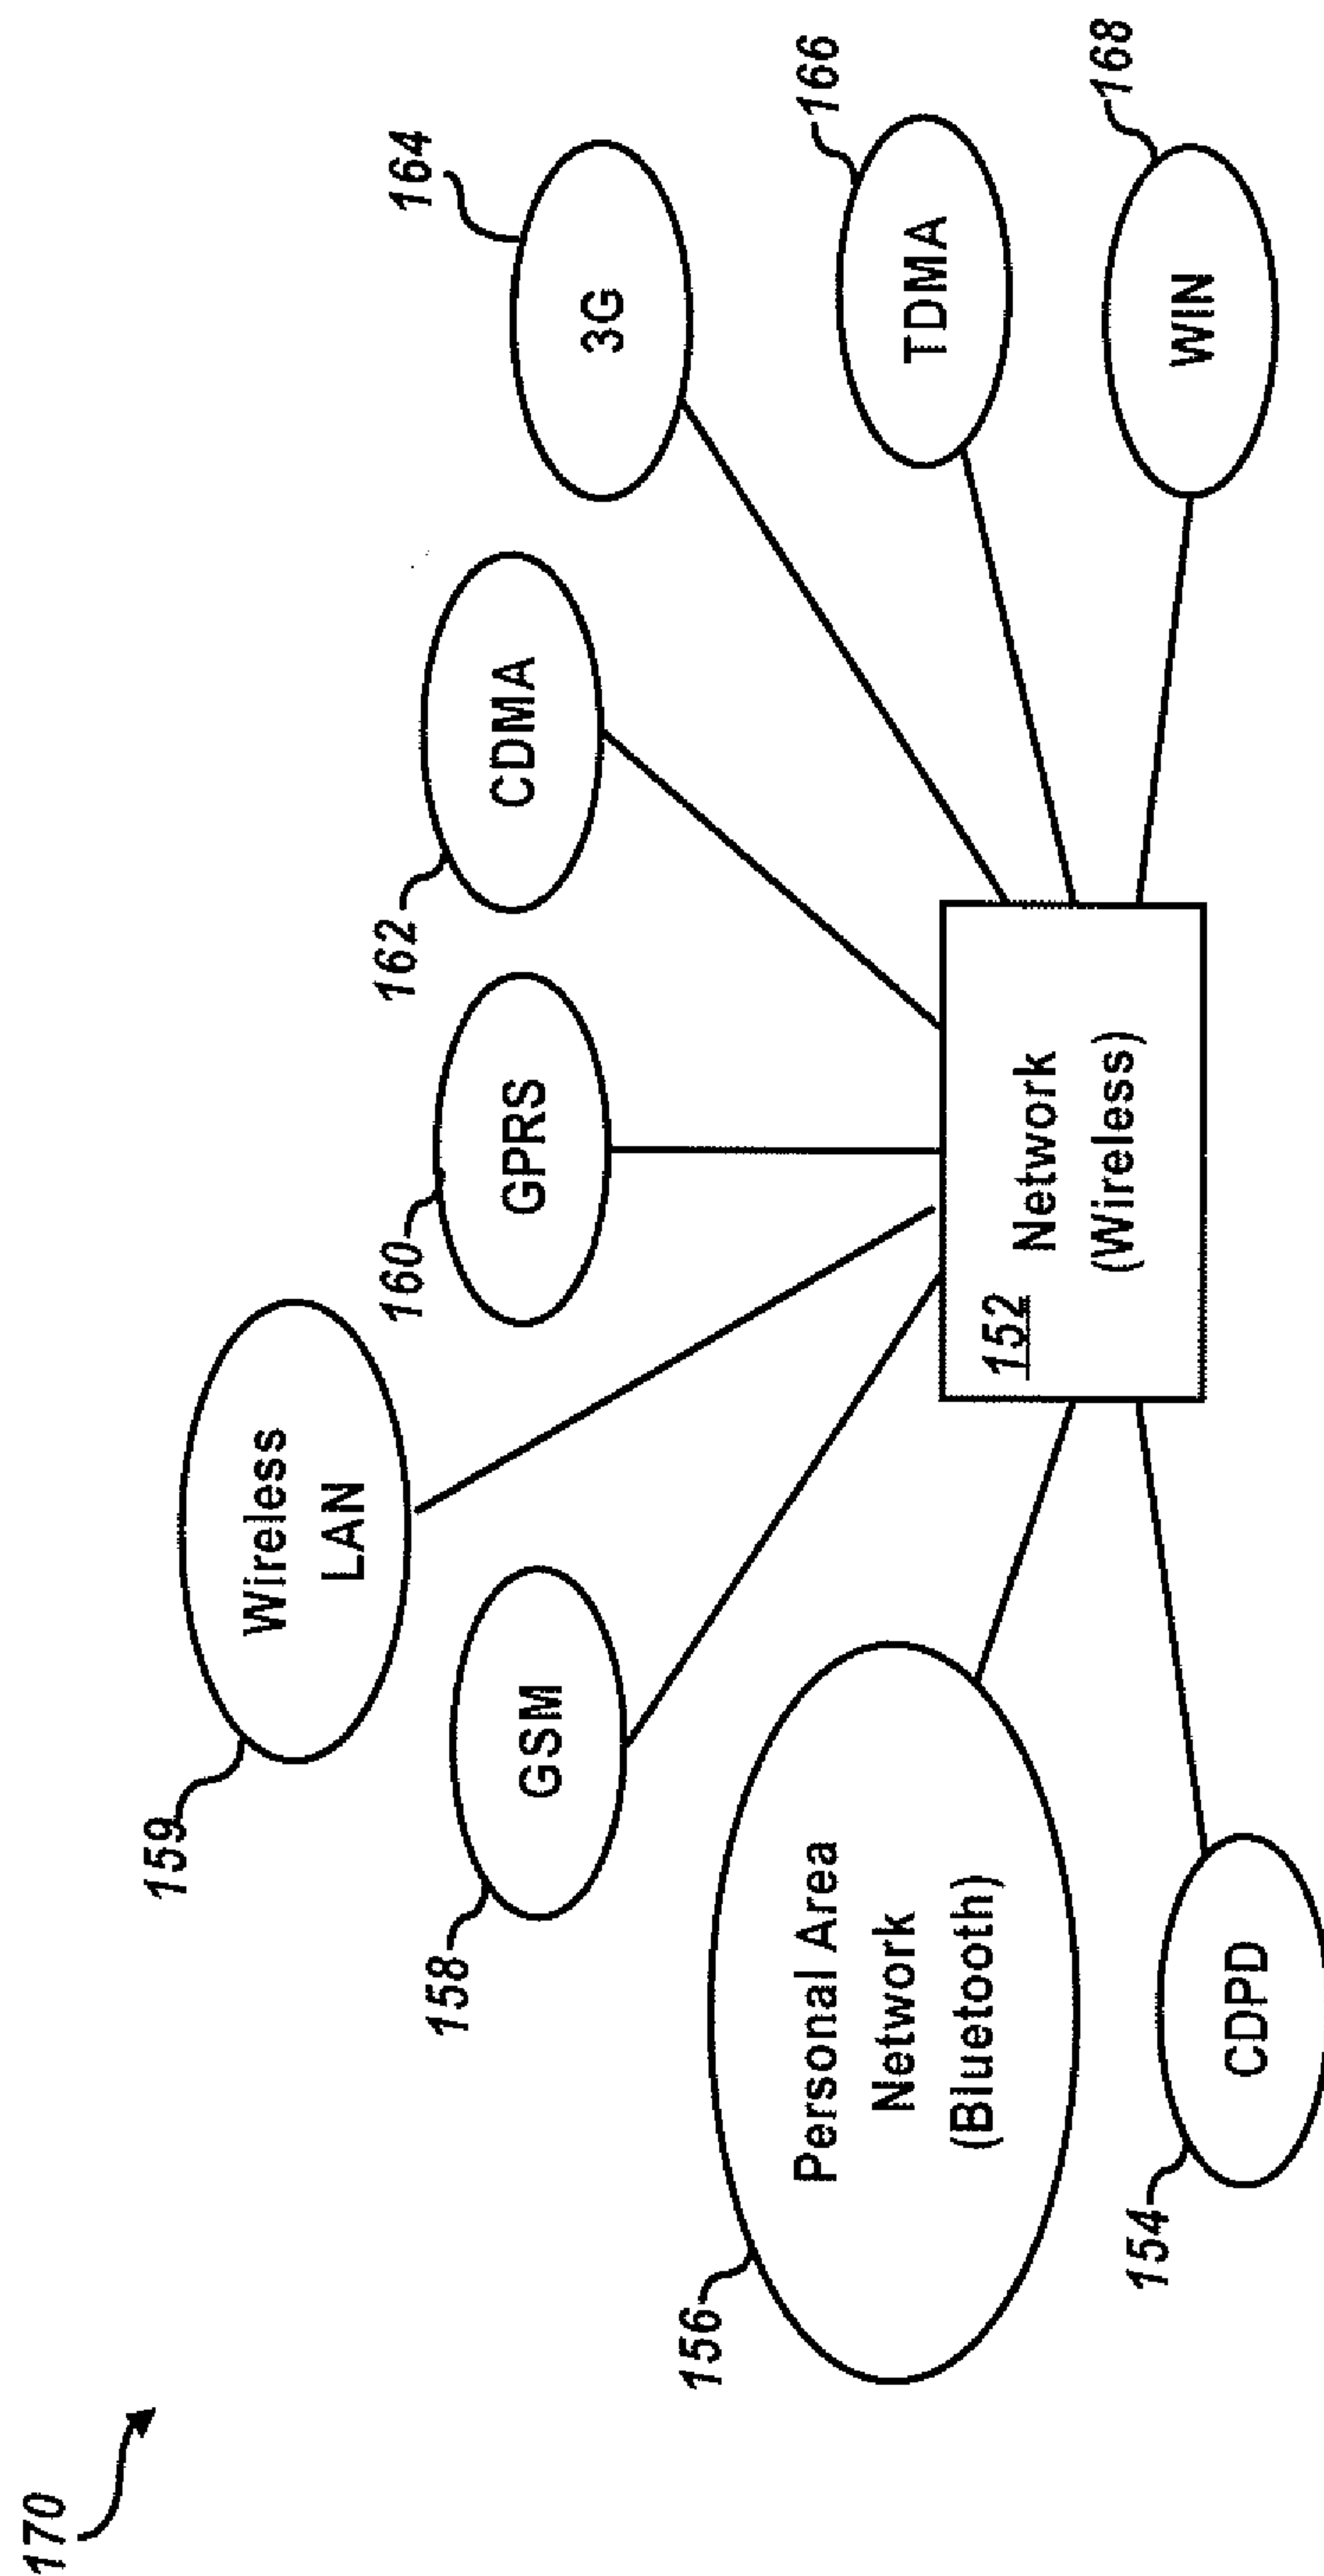 170
159
Wireless
LAN
164
3G
162
CDMA
160
GPRS
158
GSM
166
TDMA
156
Personal Area
Network
(Bluetooth)
168
WIN
152
Network
(Wireless)
154
CDPD